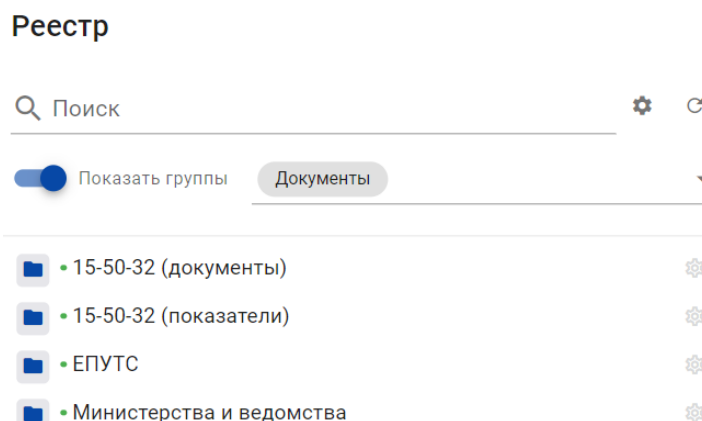 Реестр
Поиск
Показать группы Документы
15-50-32 (документы)
15-50-32 (показатели)
ЕПУТС
Министерства и ведомства